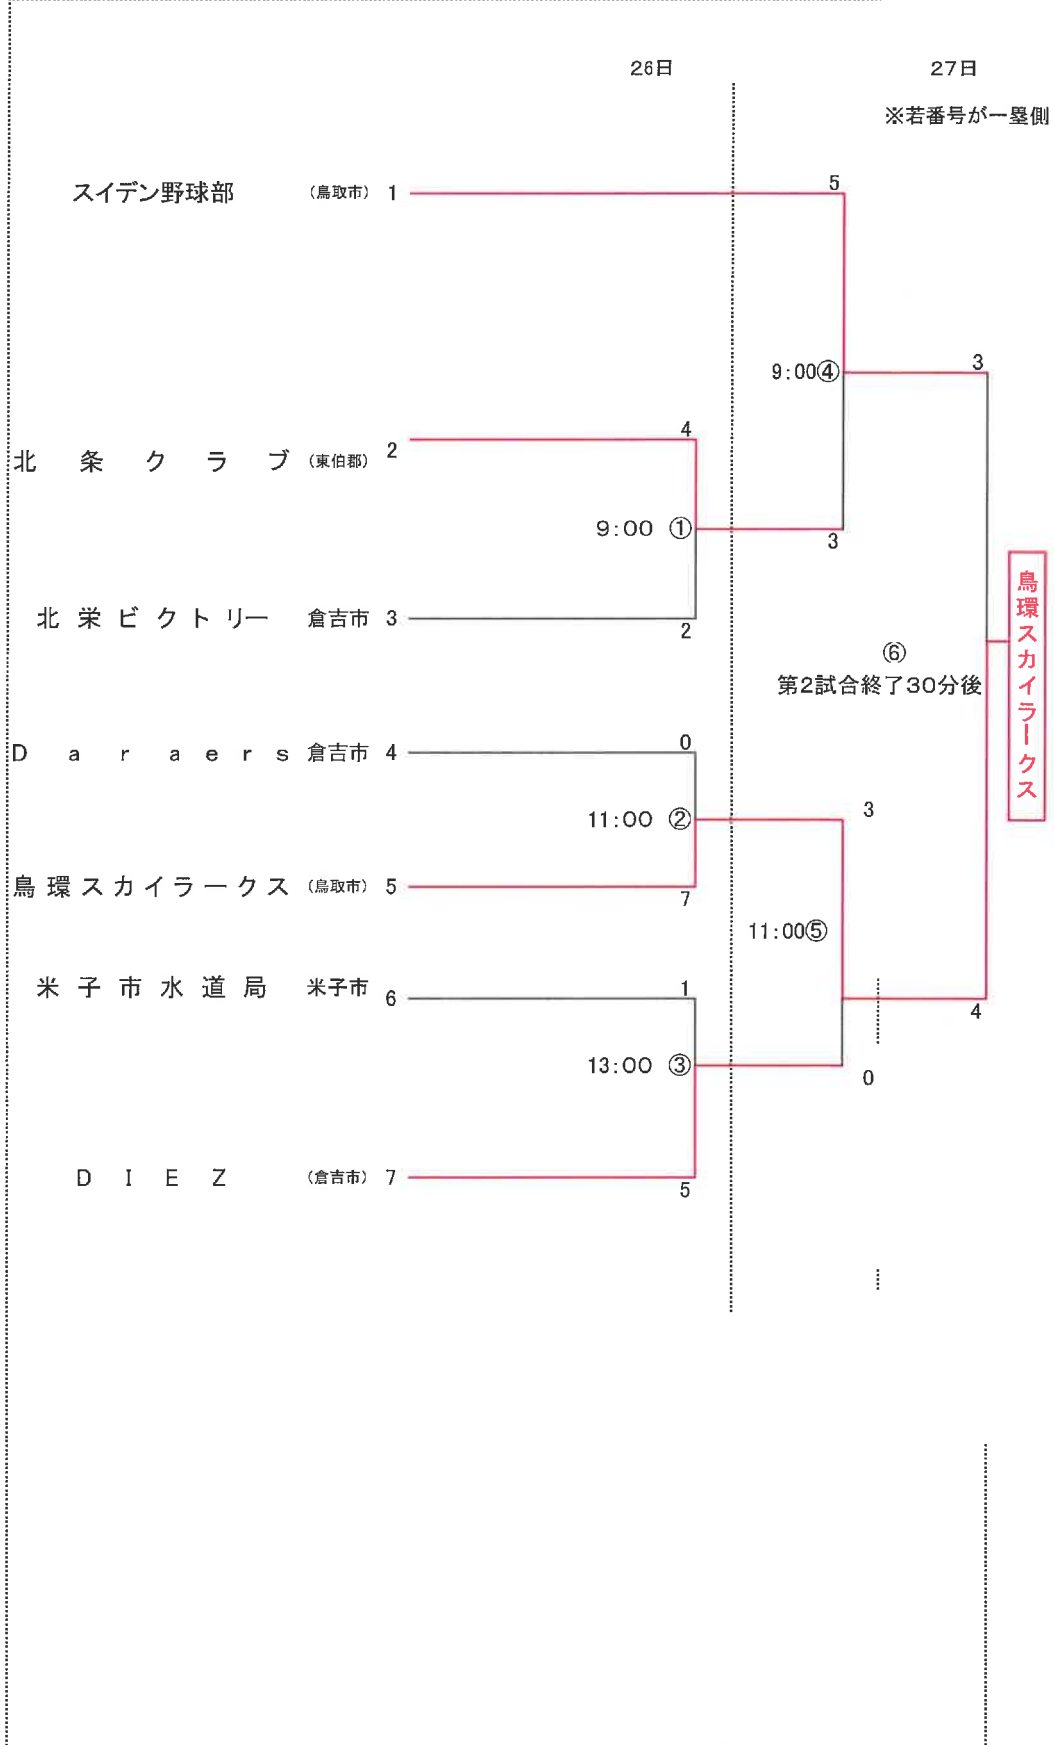 26日
27日
※若番号が一塁側
スイデン野球部 (鳥取市) 1
5
9:00④
3
北条クラブ (東伯郡) 2
4
9:00 ①
3
北栄ビクトリー 倉吉市 3
2
鳥環スカイラークス
⑥
第2試合終了30分後
Daraers 倉吉市 4
0
11:00 ②
3
鳥環スカイラークス (鳥取市) 5
7
11:00⑤
米子市水道局 米子市 6
1
4
13:00 ③
0
DIEZ (倉吉市) 7
5